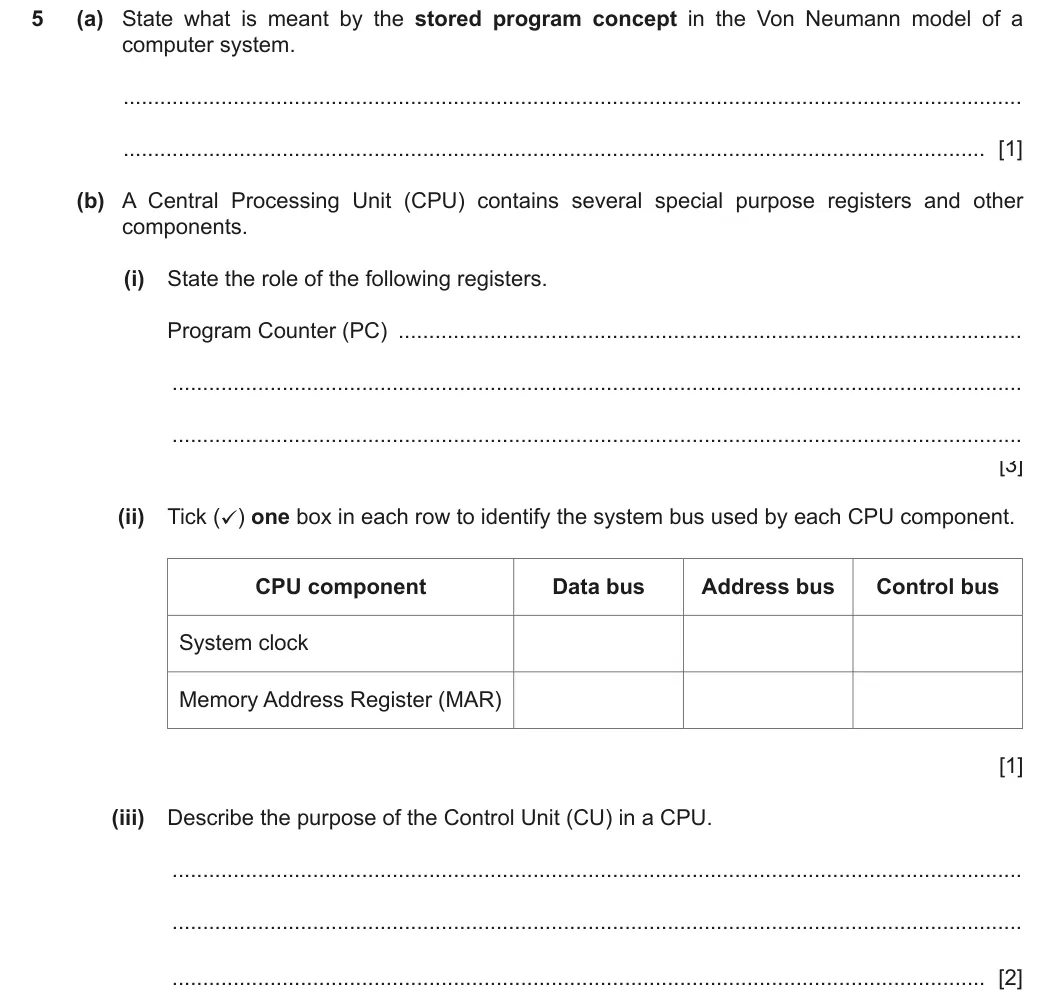 5 (a) State what is meant by the stored program concept in the Von Neumann model of a
computer system.
..........................................................................................
.......................................................................................... [1]
(b) A Central Processing Unit (CPU) contains several special purpose registers and other
components.
(i) State the role of the following registers.
Program Counter (PC) ..........................................................................................
..........................................................................................
..........................................................................................
[3]
(ii) Tick (✓) one box in each row to identify the system bus used by each CPU component.
CPU component Data bus Address bus Control bus
System clock
Memory Address Register (MAR)
[1]
(iii) Describe the purpose of the Control Unit (CU) in a CPU.
..........................................................................................
..........................................................................................
.......................................................................................... [2]